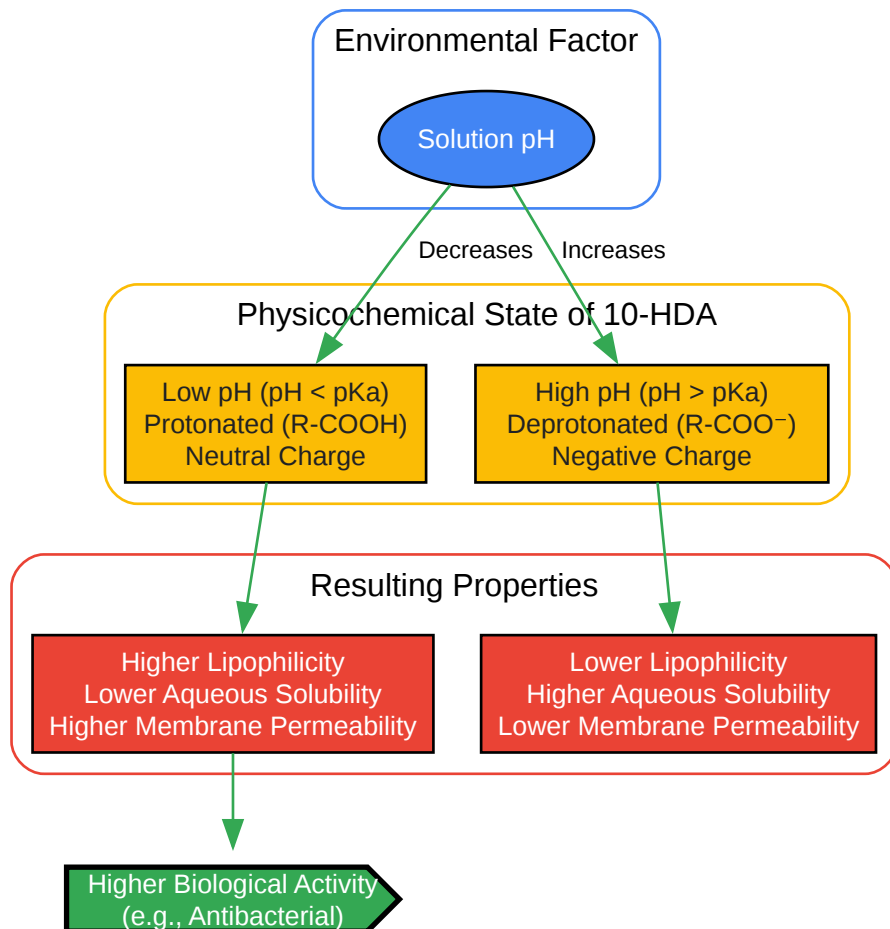 Environmental Factor
Solution pH
Decreases
Increases
Physicochemical State of 10-HDA
Low pH (pH < pKa)
Protonated (R-COOH)
Neutral Charge
High pH (pH > pKa)
Deprotonated (R-COO⁻)
Negative Charge
Resulting Properties
Higher Lipophilicity
Lower Aqueous Solubility
Higher Membrane Permeability
Lower Lipophilicity
Higher Aqueous Solubility
Lower Membrane Permeability
Higher Biological Activity
(e.g., Antibacterial)